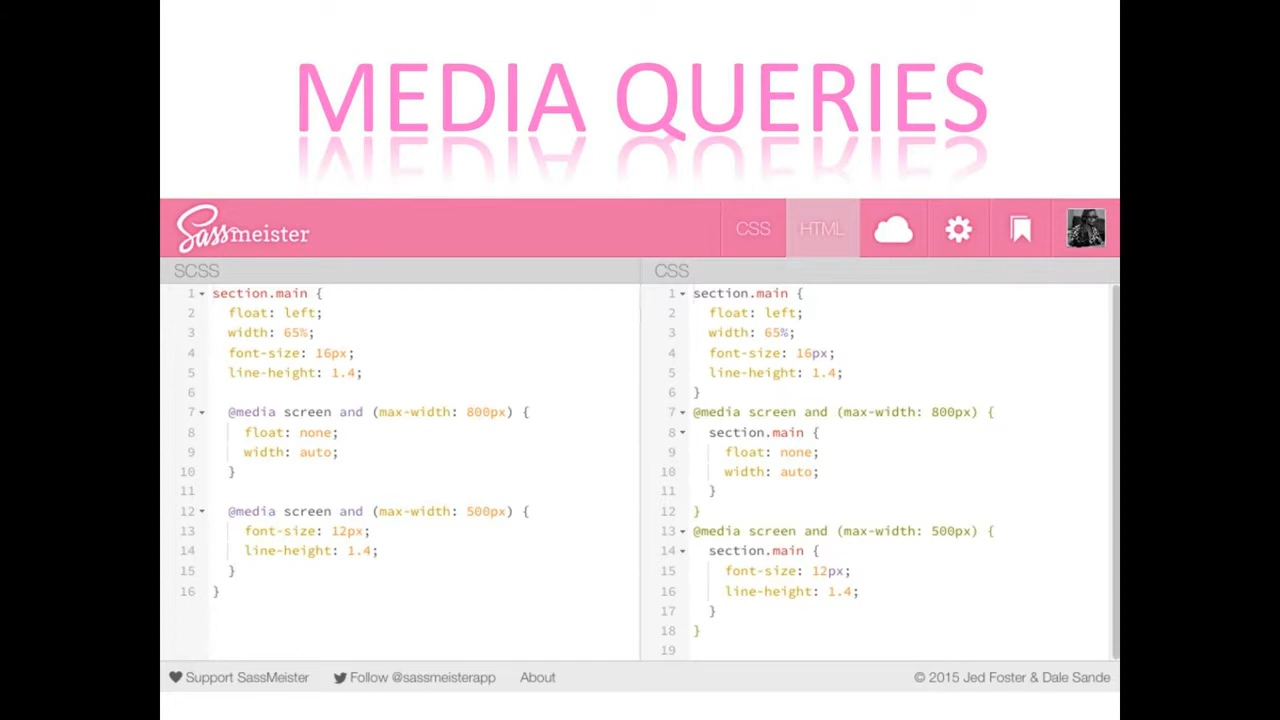 MEDIA QUERIES
Sassmeister
CSS
HTML
SCSS
1 section.main {
2 float: left;
3 width: 65%;
4 font-size: 16px;
5 line-height: 1.4;
6
7 @media screen and (max-width: 800px) {
8 float: none;
9 width: auto;
10 }
11
12 @media screen and (max-width: 500px) {
13 font-size: 12px;
14 line-height: 1.4;
15 }
16 }
CSS
1 section.main {
2 float: left;
3 width: 65%;
4 font-size: 16px;
5 line-height: 1.4;
6 }
7 @media screen and (max-width: 800px) {
8 section.main {
9 float: none;
10 width: auto;
11 }
12 }
13 @media screen and (max-width: 500px) {
14 section.main {
15 font-size: 12px;
16 line-height: 1.4;
17 }
18 }
19
Support SassMeister
Follow @sassmeisterapp
About
© 2015 Jed Foster & Dale Sande